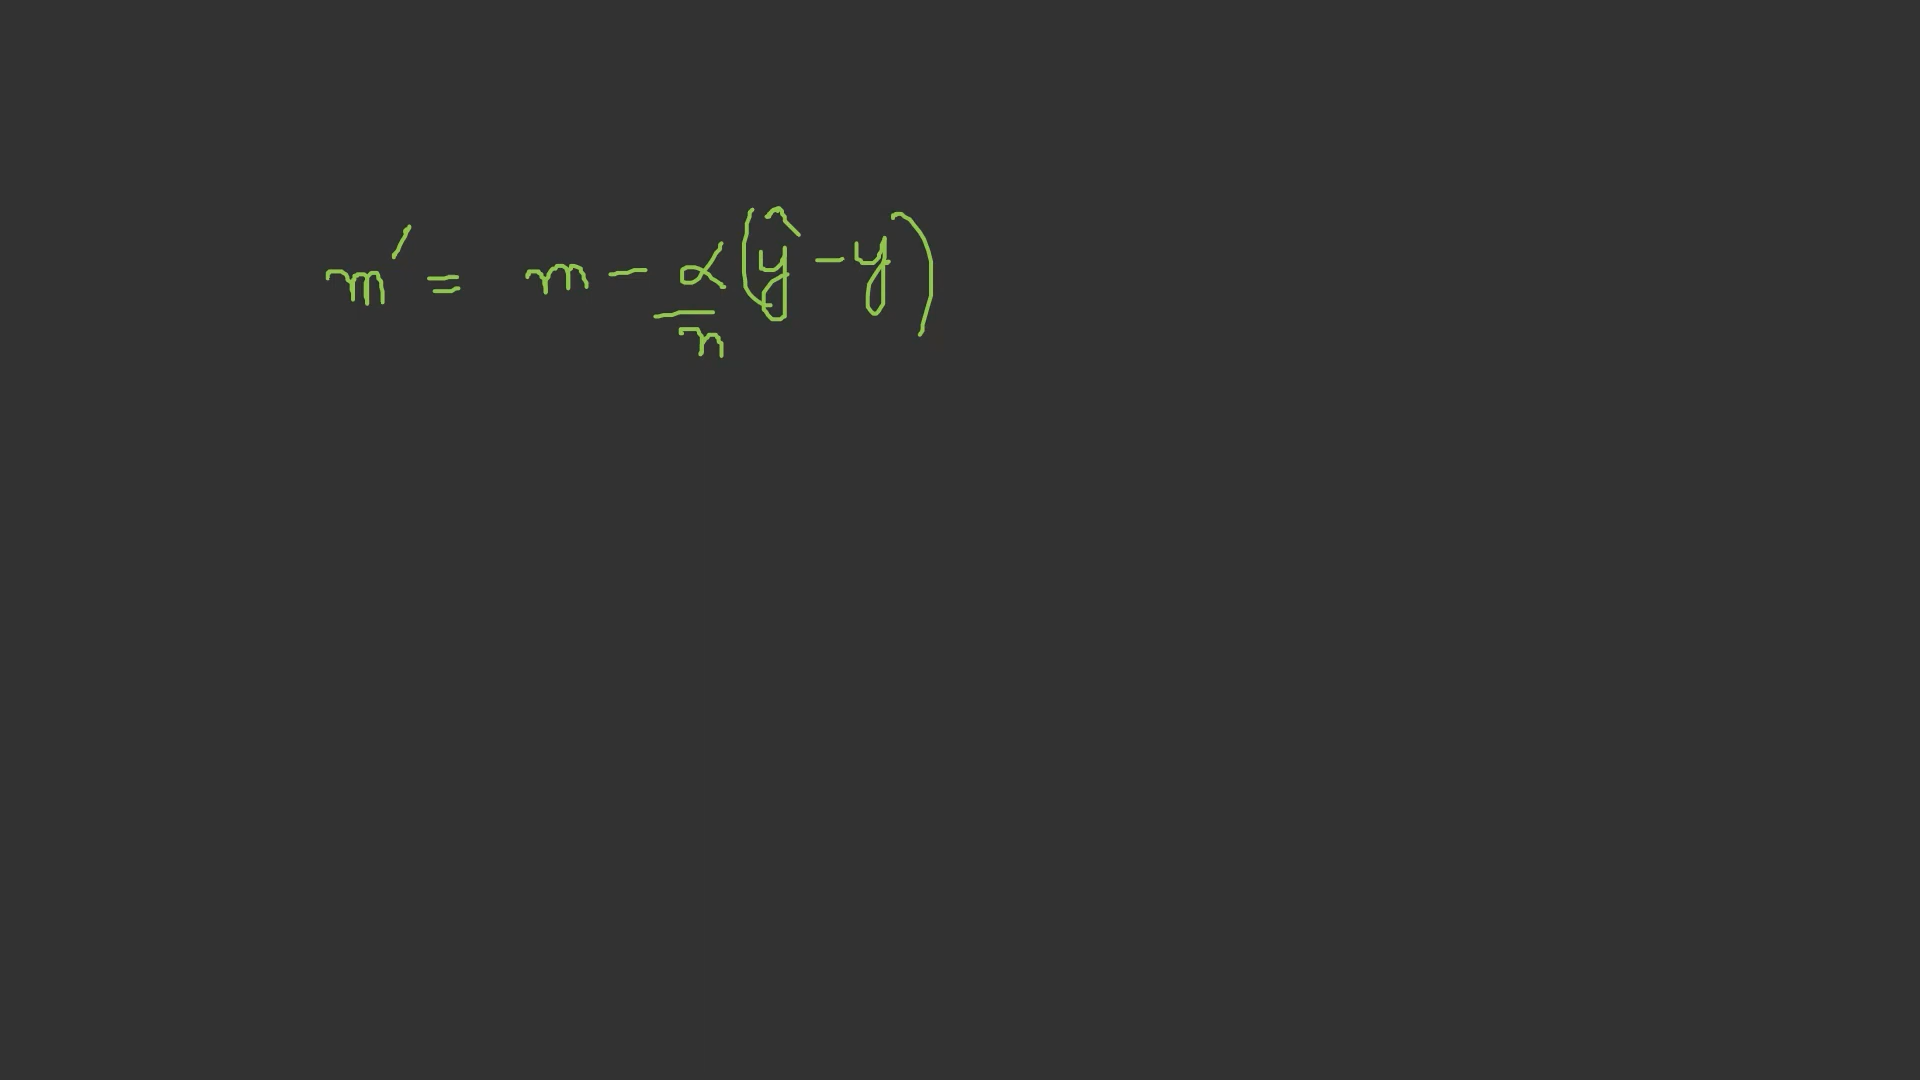 m' = m - α/n (ŷ - y)